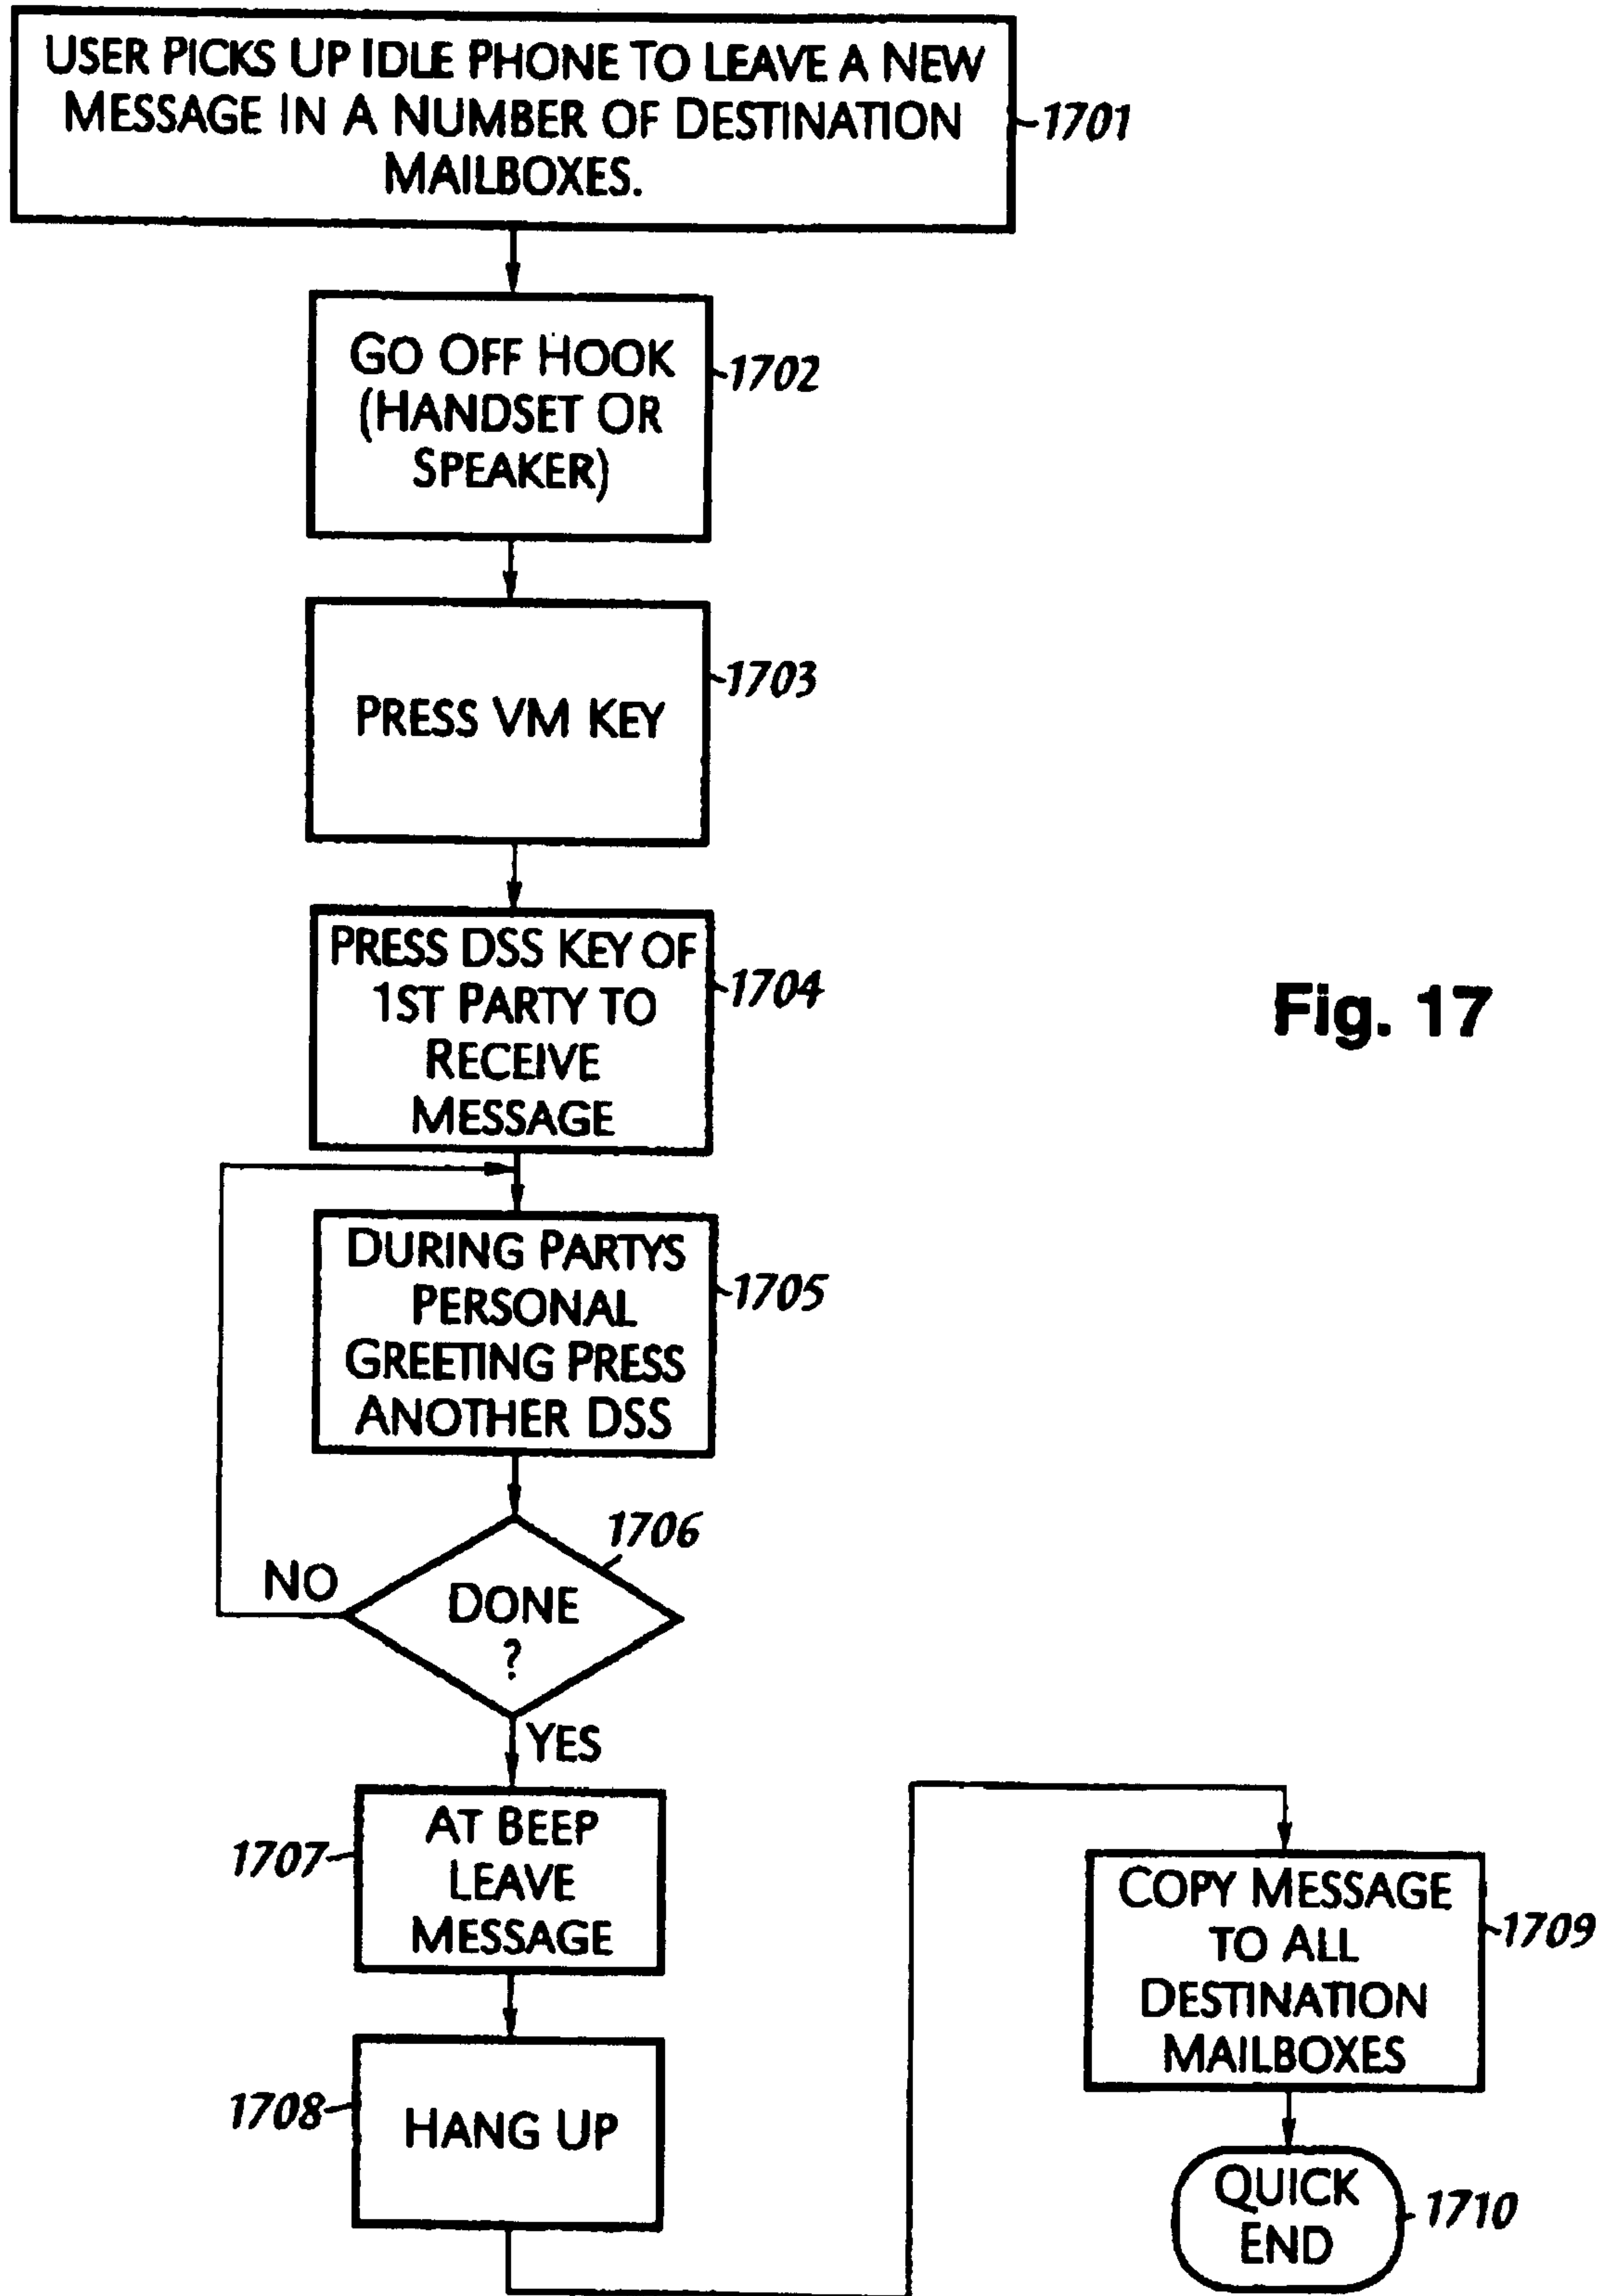 USER PICKS UP IDLE PHONE TO LEAVE A NEW
MESSAGE IN A NUMBER OF DESTINATION
MAILBOXES.
1701
GO OFF HOOK
(HANDSET OR
SPEAKER)
1702
PRESS VM KEY
1703
PRESS DSS KEY OF
1ST PARTY TO
RECEIVE
MESSAGE
1704
Fig. 17
DURING PARTYS
PERSONAL
GREETING PRESS
ANOTHER DSS
1705
1706
NO
DONE
?
YES
AT BEEP
LEAVE
MESSAGE
1707
HANG UP
1708
COPY MESSAGE
TO ALL
DESTINATION
MAILBOXES
1709
QUICK
END
1710